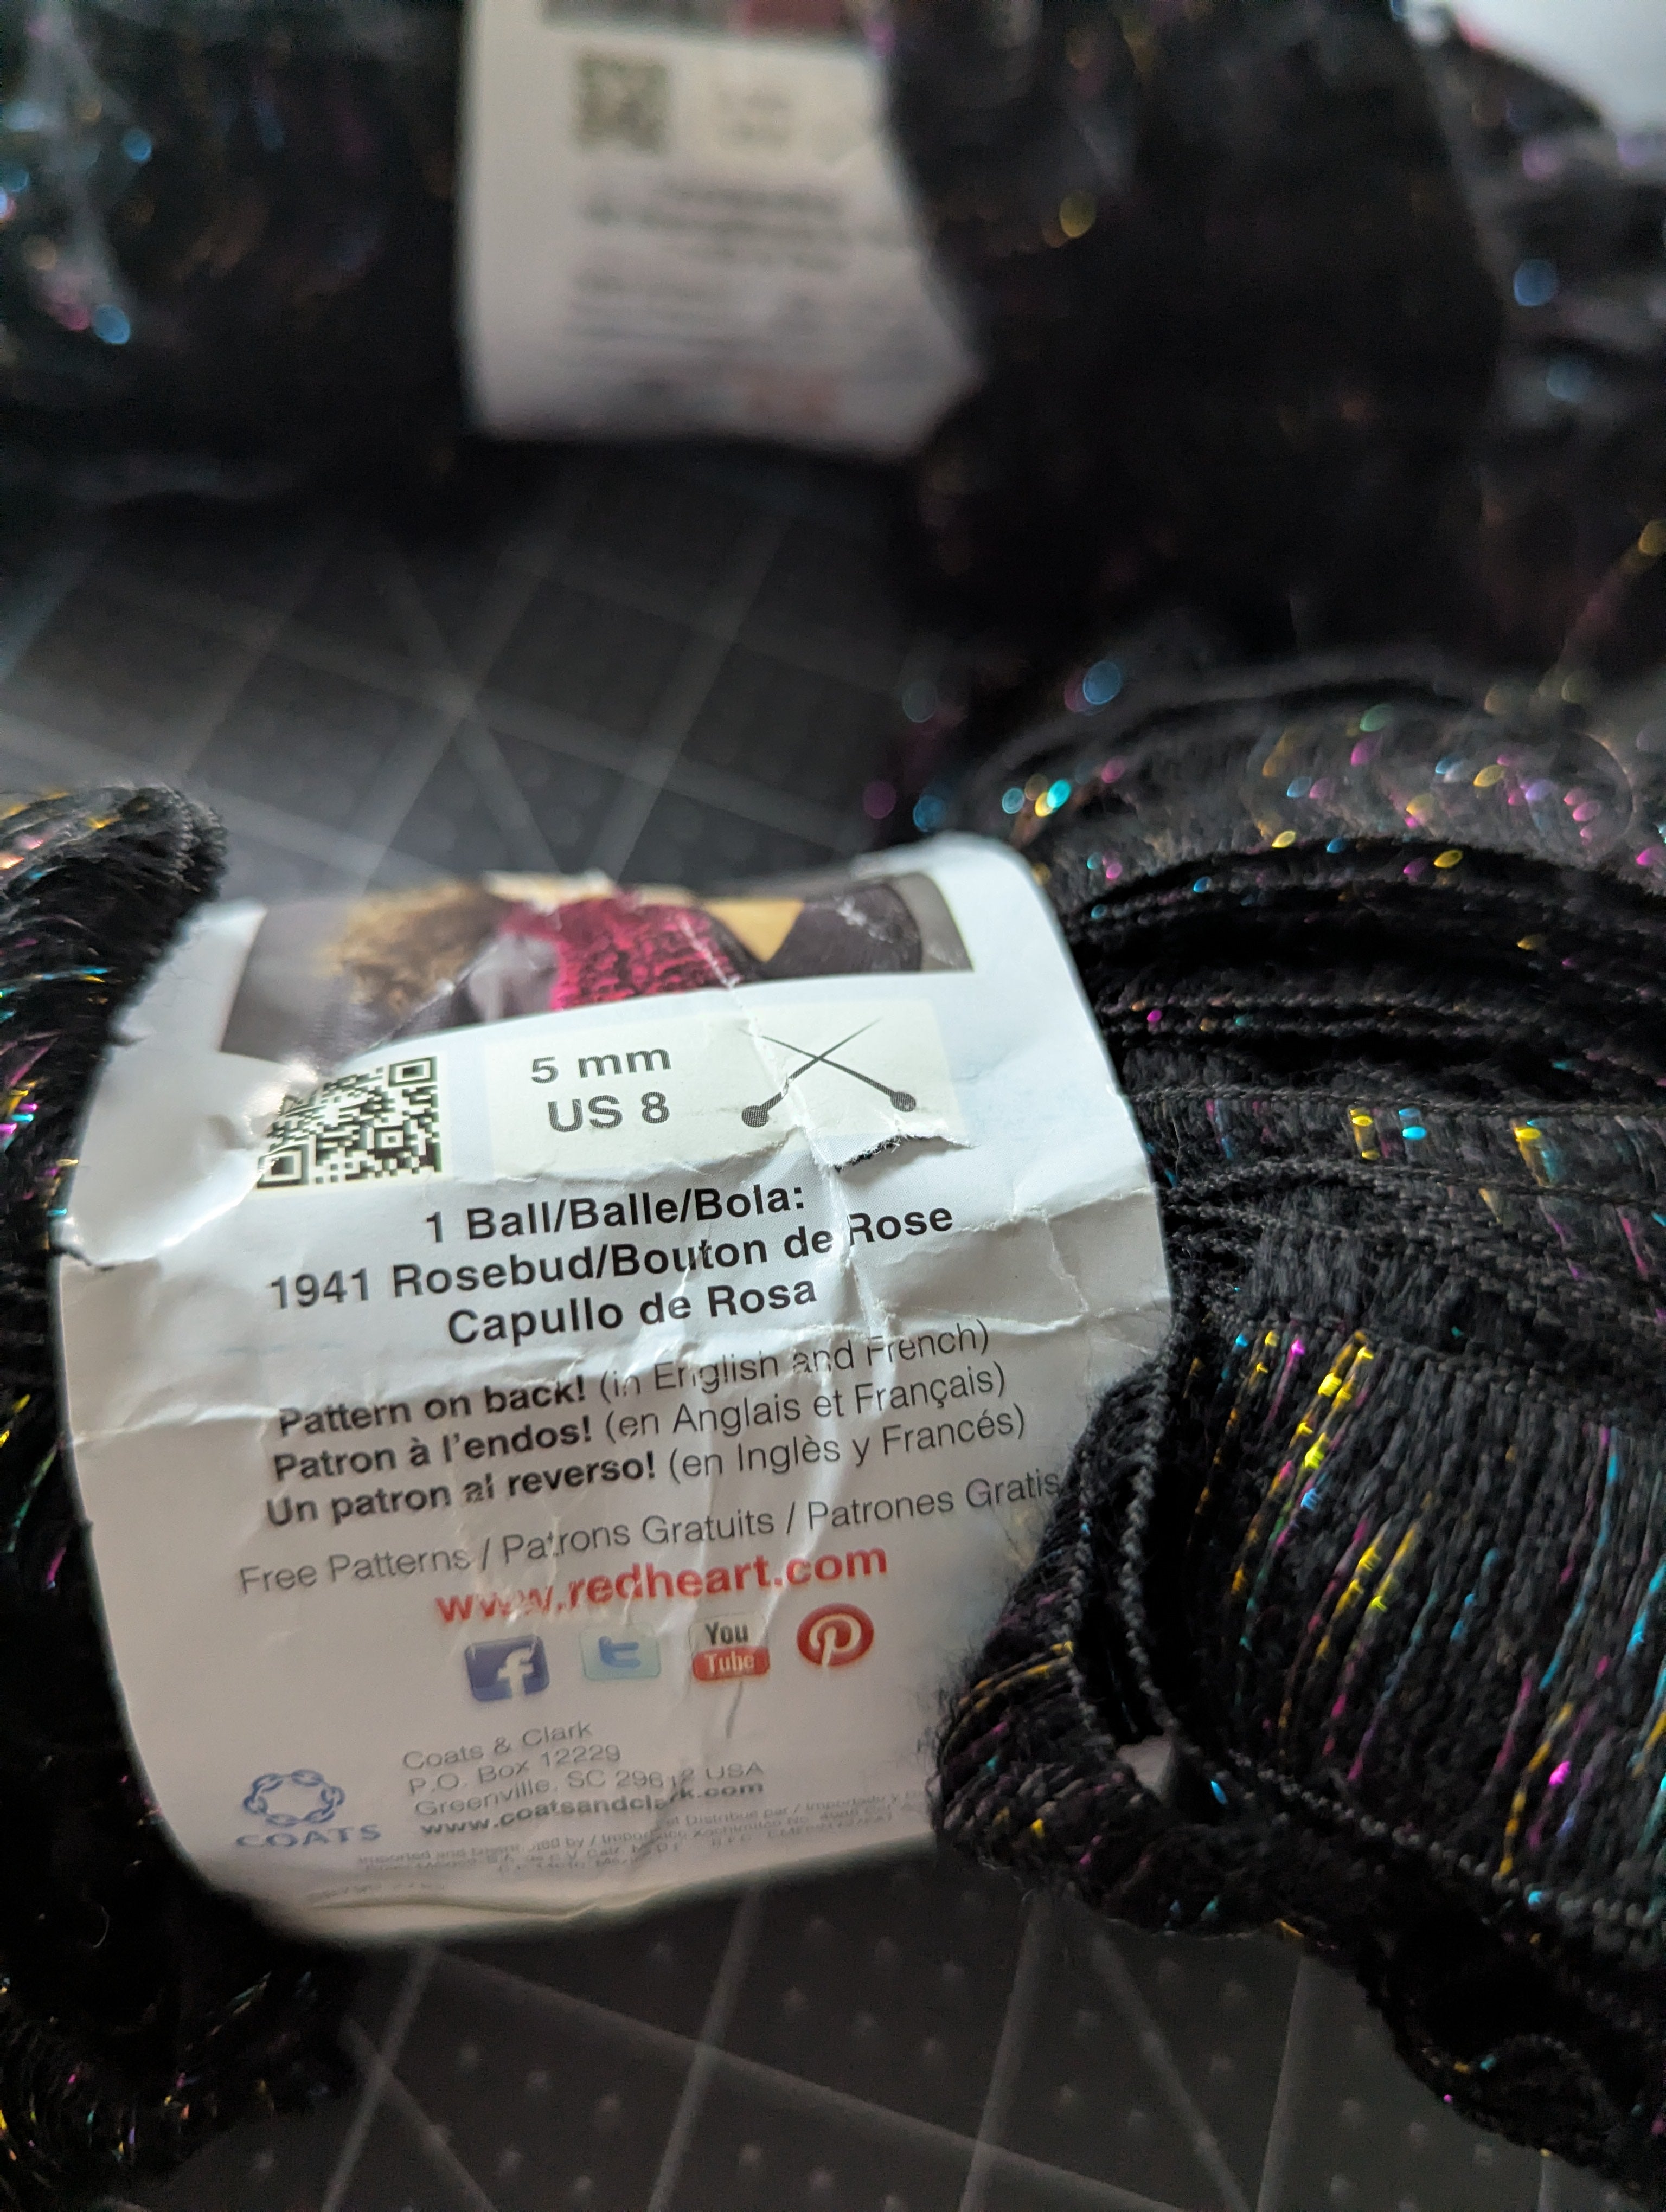 5 mm
US 8
1 Ball/Balle/Bola:
1941 Rosebud/Bouton de Rose
Capullo de Rosa
Pattern on back! (in English and French)
Patron à l'endos! (en Anglais et Français)
Un patron al reverso! (en Inglès y Francés)
Free Patterns / Patrons Gratuits / Patrones Gratis
www.redheart.com
f
t
You
Tube
P
COATS
Coats & Clark
P.O. Box 12229
Greenville, SC 29612 USA
www.coatsandclark.com